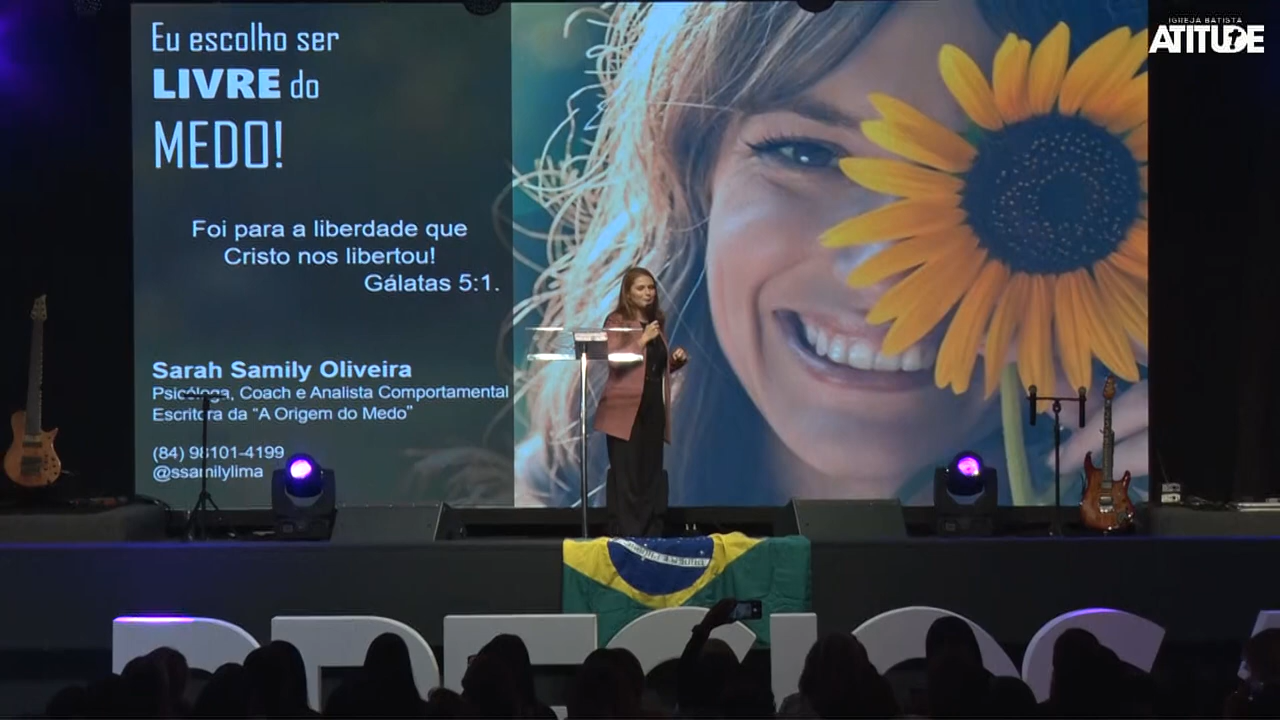 Eu escolho ser
LIVRE do
MEDO!
Foi para a liberdade que
Cristo nos libertou!
Gálatas 5:1.
Sarah Samily Oliveira
Psicóloga, Coach e Analista Comportamental
Escritora da “A Origem do Medo”
(84) 98101-4199
@ssamilylima
IGREJA BATISTA
ATITUDE